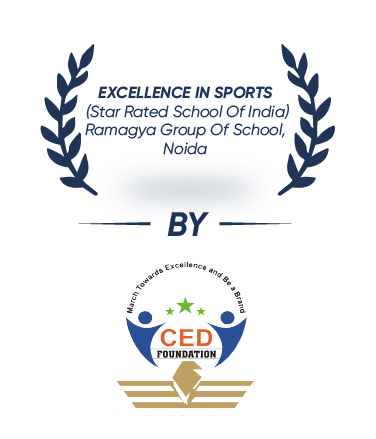 EXCELLENCE IN SPORTS
(Star Rated School Of India)
Ramagya Group Of School,
Noida
BY
March Towards Excellence and Be a Brand
CED
FOUNDATION